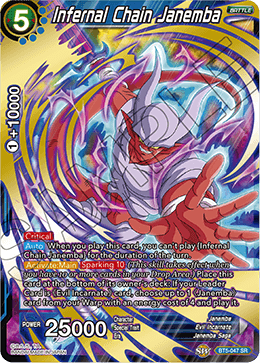 BATTLE
5
Infernal Chain Janemba
1 +10000
Critical
Auto When you play this card, you can't play {Infernal
Chain Janemba} for the duration of the turn.
Activate:Main Sparking 10 (This skill takes effect when
you have 10 or more cards in your Drop Area.): Place this
card at the bottom of its owner's deck. If your Leader
Card is 《Evil Incarnate》, choose up to 1 《Janemba》
card from your Warp with an energy cost of 4 and play it.
POWER 25000
Character Janemba
Special Trait Evil Incarnate
Era Janemba Saga
BT5-047 SR